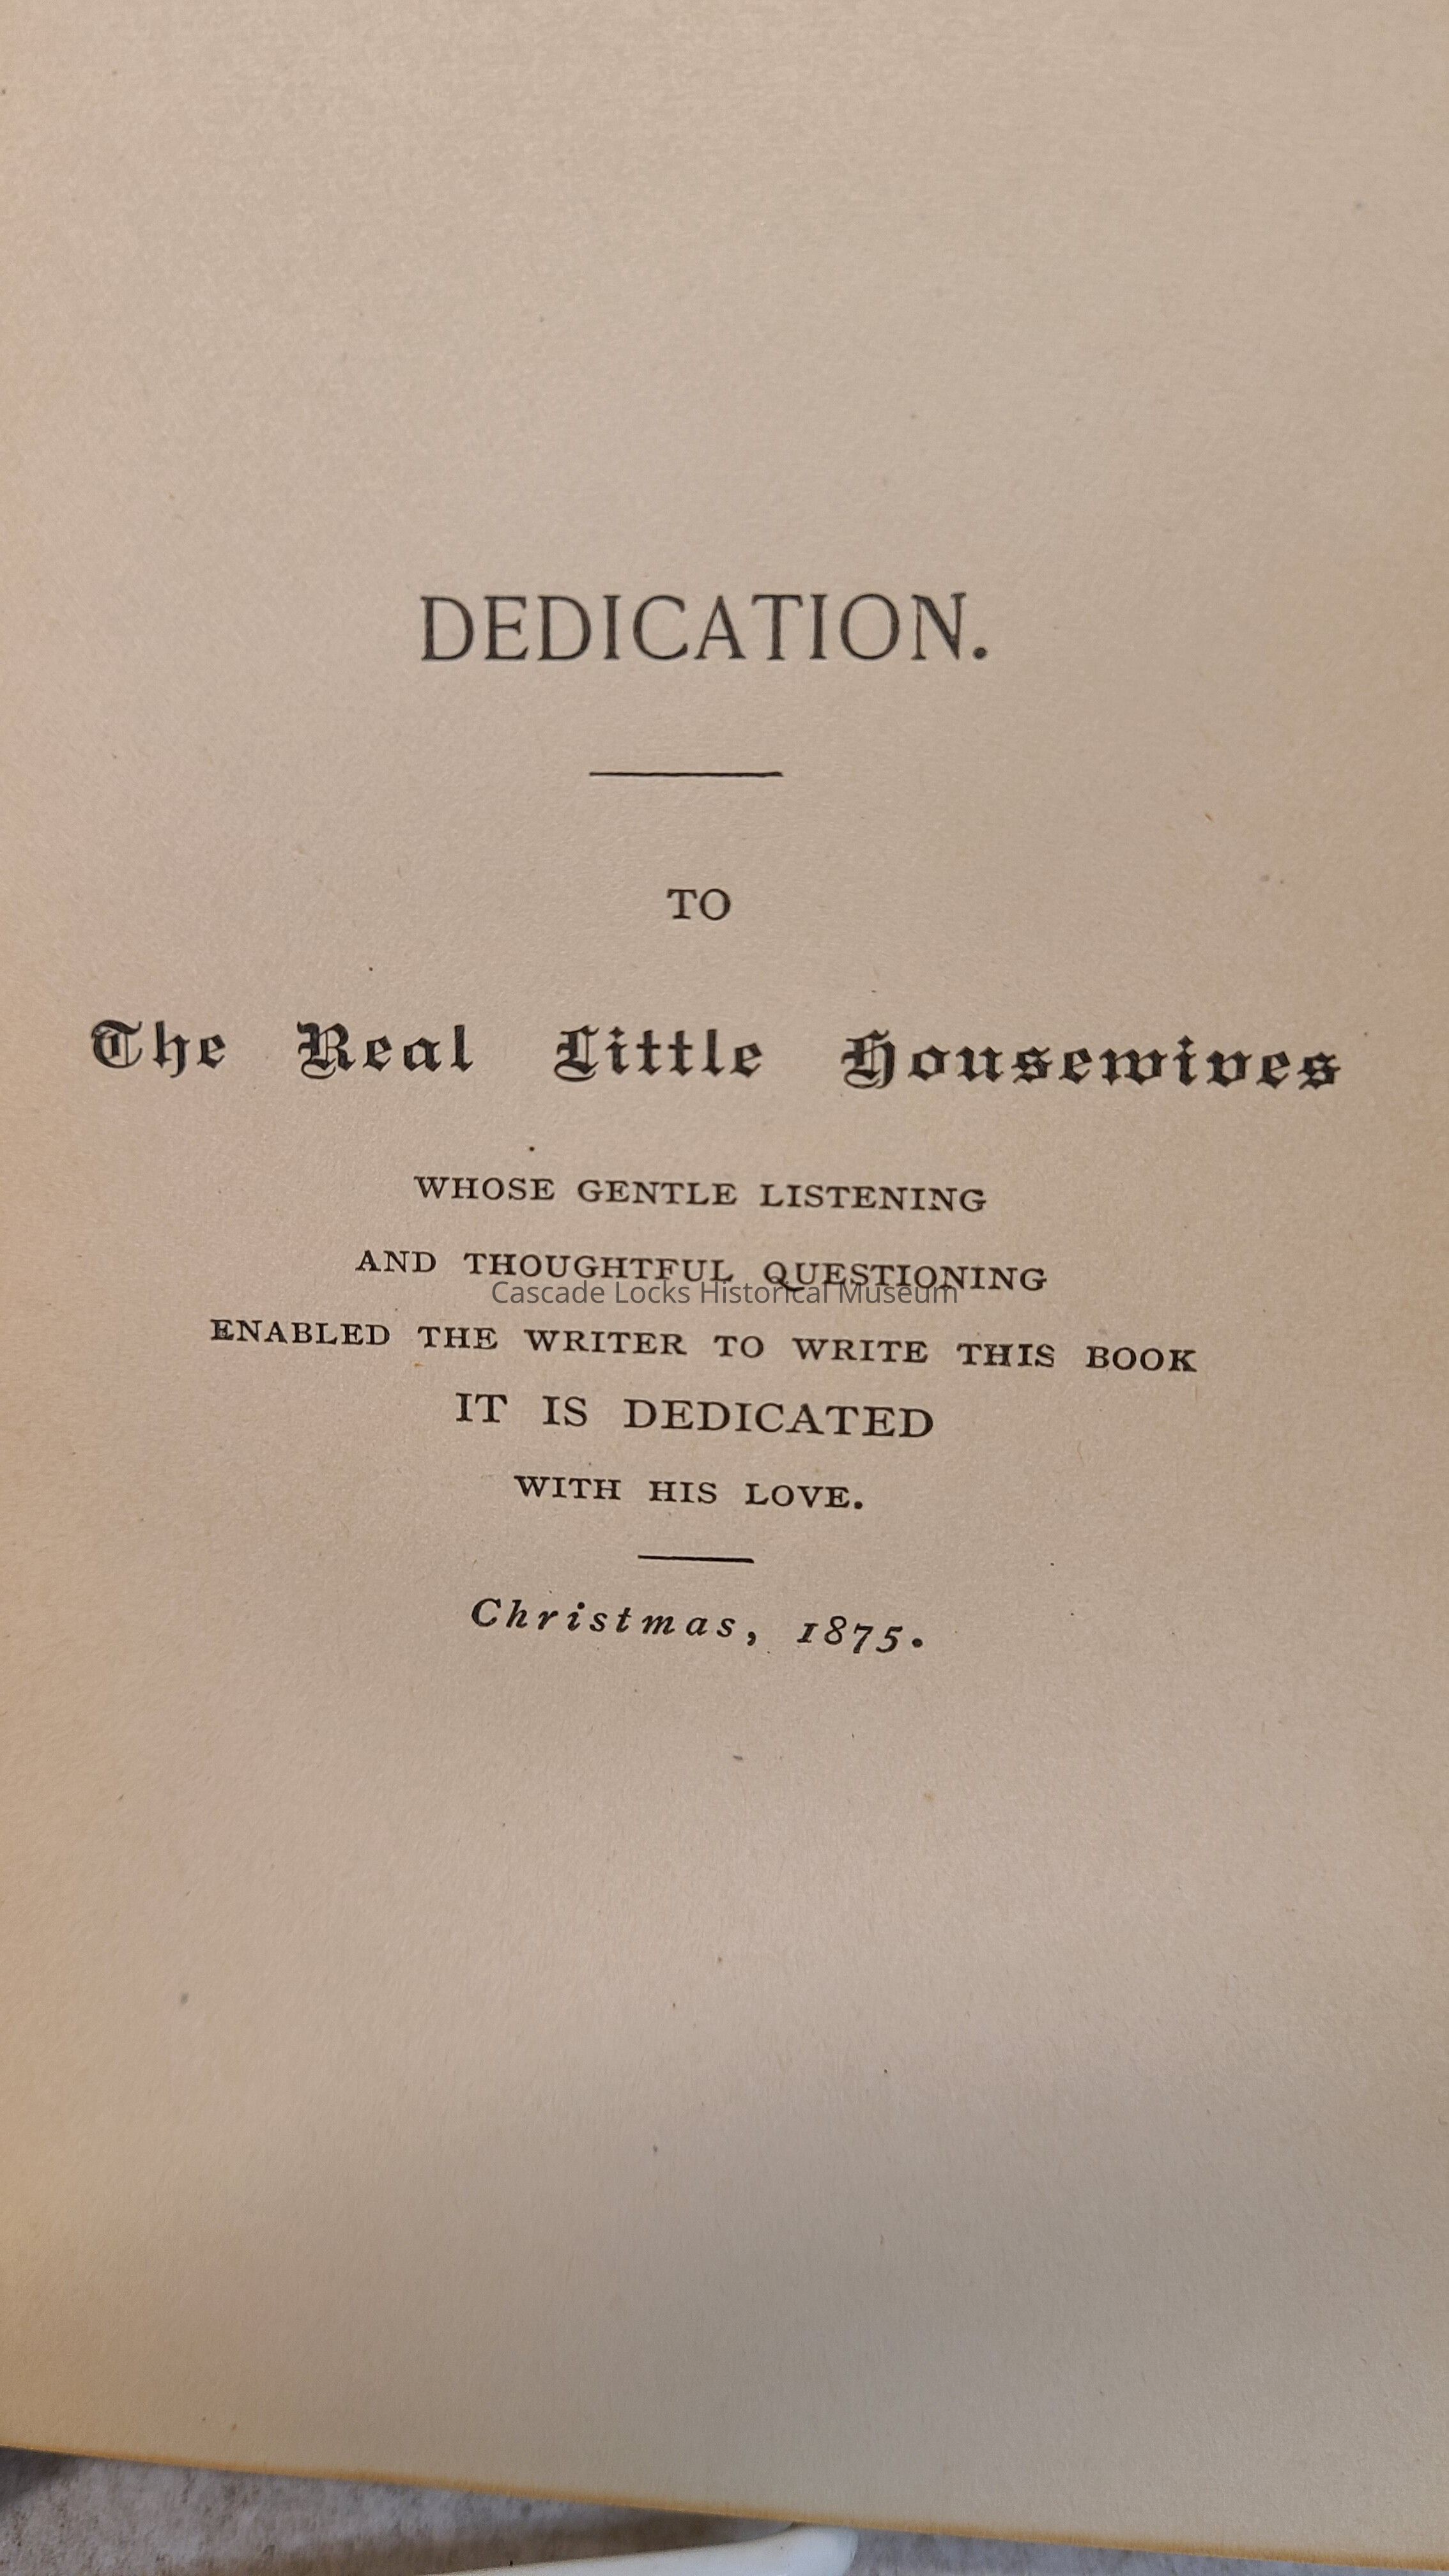 DEDICATION.
TO
The Real Little Housewives
WHOSE GENTLE LISTENING
AND THOUGHTFUL QUESTIONING
Cascade Locks Historical Museum
ENABLED THE WRITER TO WRITE THIS BOOK
IT IS DEDICATED
WITH HIS LOVE.
Christmas, 1875.